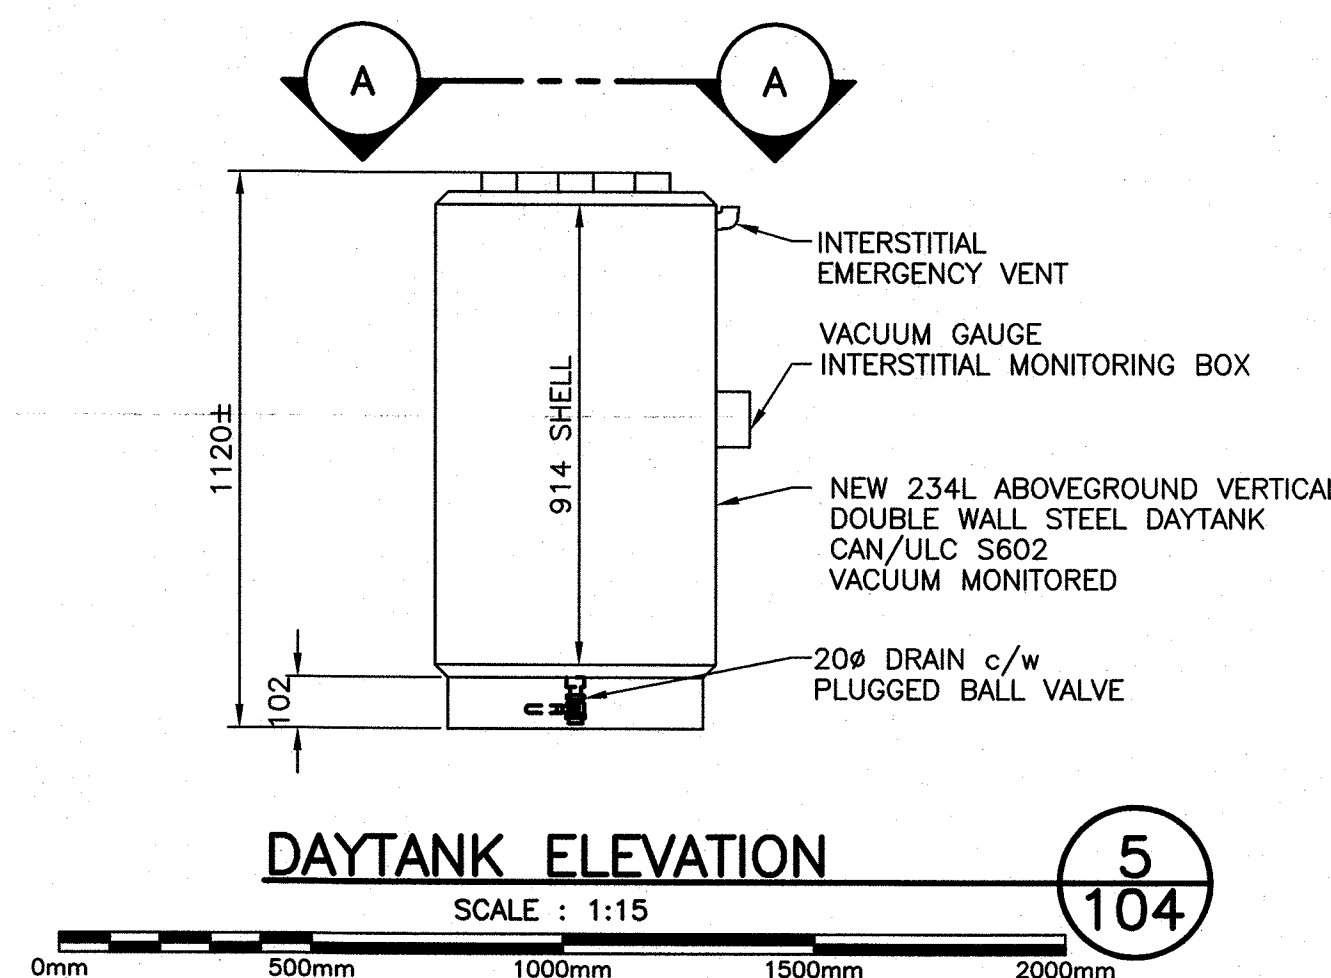 A
A
INTERSTITIAL
EMERGENCY VENT
VACUUM GAUGE
INTERSTITIAL MONITORING BOX
1120±
914 SHELL
NEW 234L ABOVEGROUND VERTICAL
DOUBLE WALL STEEL DAYTANK
CAN/ULC S602
VACUUM MONITORED
102
20ø DRAIN c/w
PLUGGED BALL VALVE
DAYTANK ELEVATION
5
104
SCALE : 1:15
0mm 500mm 1000mm 1500mm 2000mm